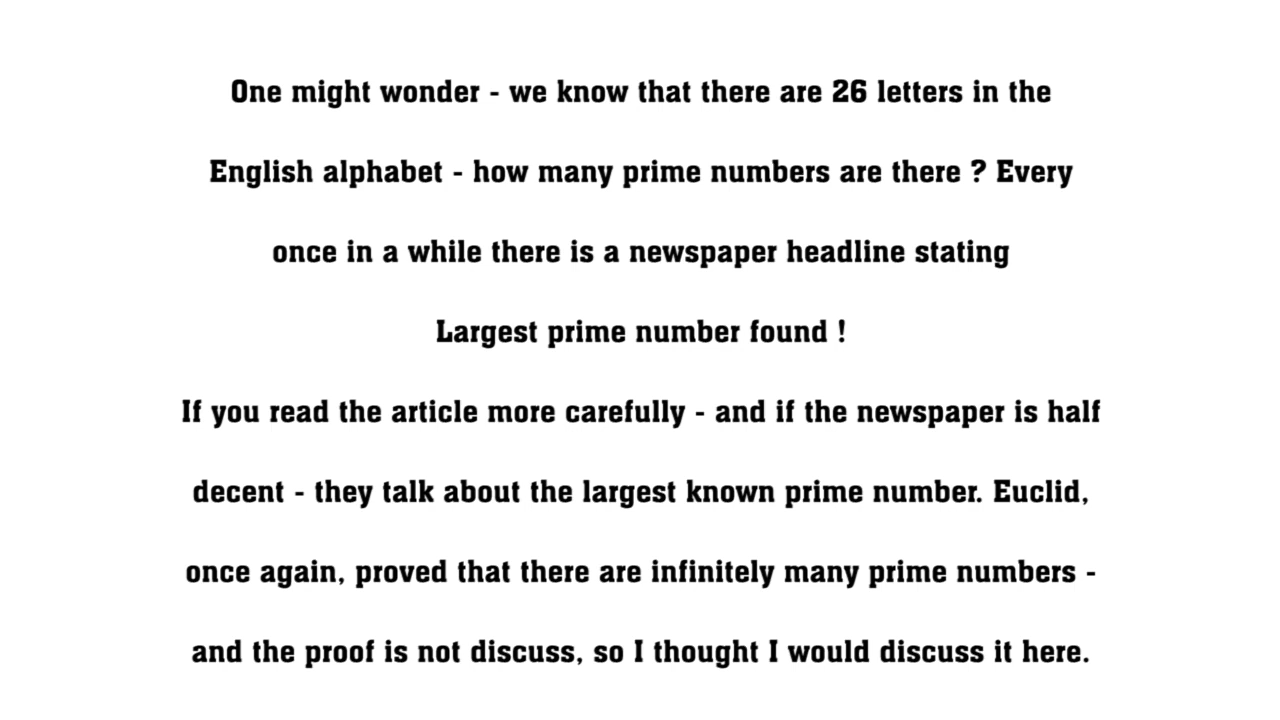 One might wonder - we know that there are 26 letters in the
English alphabet - how many prime numbers are there ? Every
once in a while there is a newspaper headline stating
Largest prime number found !
If you read the article more carefully - and if the newspaper is half
decent - they talk about the largest known prime number. Euclid,
once again, proved that there are infinitely many prime numbers -
and the proof is not discuss, so I thought I would discuss it here.